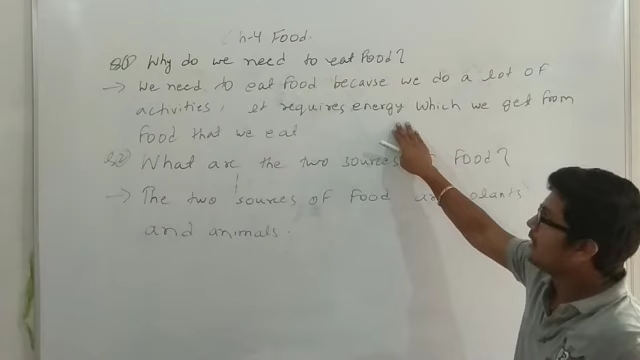 Ch-4 Food.
Q1) Why do we need to eat Food?
→ We need to eat Food because we do a lot of
activities. It requires energy which we get from
Food that we eat
Q2) What are the two sources Food?
→ The two sources of Food plants
and animals.